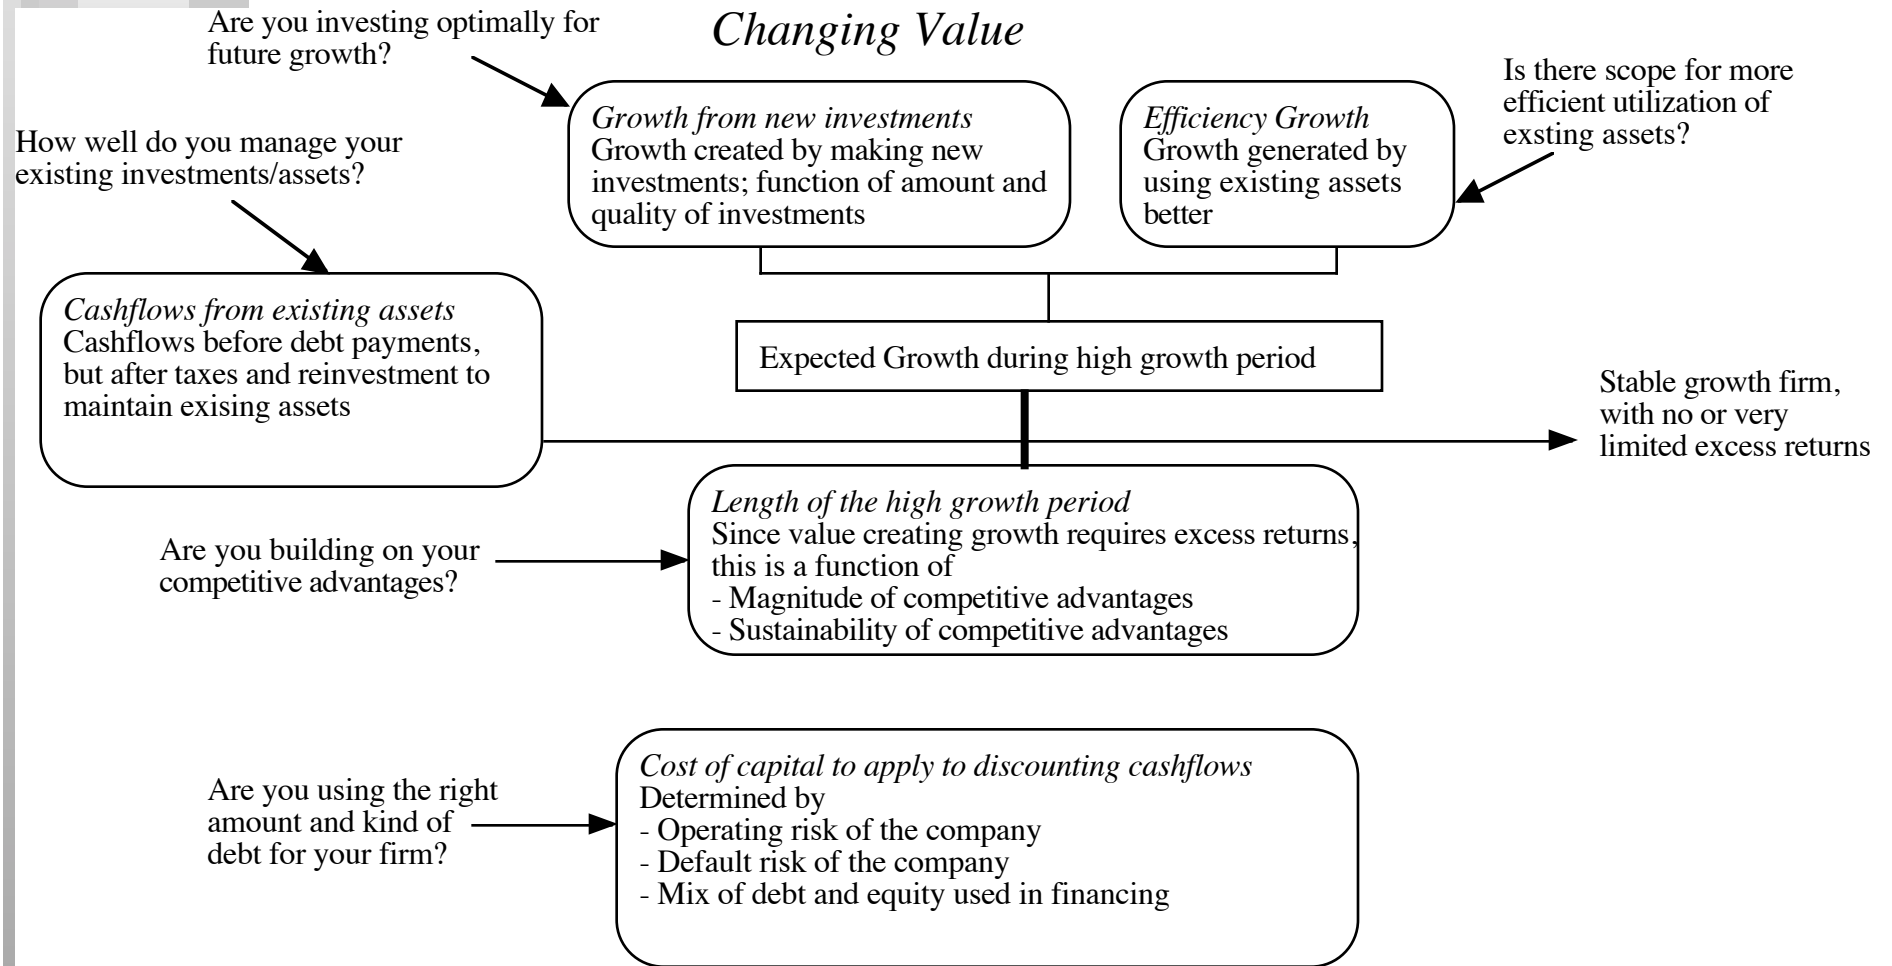 Changing Value
Are you investing optimally for
future growth?
Is there scope for more
efficient utilization of
exsting assets?
How well do you manage your
existing investments/assets?
Growth from new investments
Growth created by making new
investments; function of amount and
quality of investments
Efficiency Growth
Growth generated by
using existing assets
better
Cashflows from existing assets
Cashflows before debt payments,
but after taxes and reinvestment to
maintain exising assets
Expected Growth during high growth period
Stable growth firm,
with no or very
limited excess returns
Are you building on your
competitive advantages?
Length of the high growth period
Since value creating growth requires excess returns,
this is a function of
- Magnitude of competitive advantages
- Sustainability of competitive advantages
Are you using the right
amount and kind of
debt for your firm?
Cost of capital to apply to discounting cashflows
Determined by
- Operating risk of the company
- Default risk of the company
- Mix of debt and equity used in financing